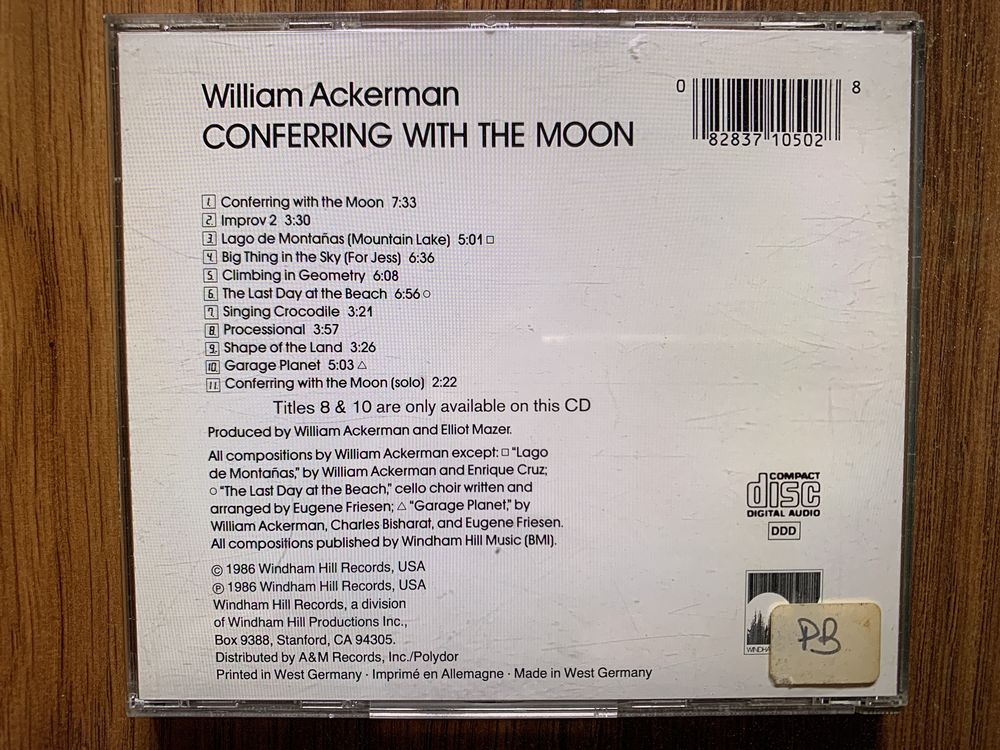 William Ackerman
CONFERRING WITH THE MOON
0 82837 10502 8
1. Conferring with the Moon 7:33
2. Improv 2 3:30
3. Lago de Montañas (Mountain Lake) 5:01 □
4. Big Thing in the Sky (For Jess) 6:36
5. Climbing in Geometry 6:08
6. The Last Day at the Beach 6:56 ○
7. Singing Crocodile 3:21
8. Processional 3:57
9. Shape of the Land 3:26
10. Garage Planet 5:03 △
11. Conferring with the Moon (solo) 2:22
Titles 8 & 10 are only available on this CD
Produced by William Ackerman and Elliot Mazer.
All compositions by William Ackerman except: □ “Lago
de Montañas,” by William Ackerman and Enrique Cruz;
○ “The Last Day at the Beach,” cello choir written and
arranged by Eugene Friesen; △ “Garage Planet,” by
William Ackerman, Charles Bisharat, and Eugene Friesen.
All compositions published by Windham Hill Music (BMI).
© 1986 Windham Hill Records, USA
℗ 1986 Windham Hill Records, USA
Windham Hill Records, a division
of Windham Hill Productions Inc.,
Box 9388, Stanford, CA 94305.
Distributed by A&M Records, Inc./Polydor
Printed in West Germany · Imprimé en Allemagne · Made in West Germany
COMPACT
disc
DIGITAL AUDIO
DDD
PB